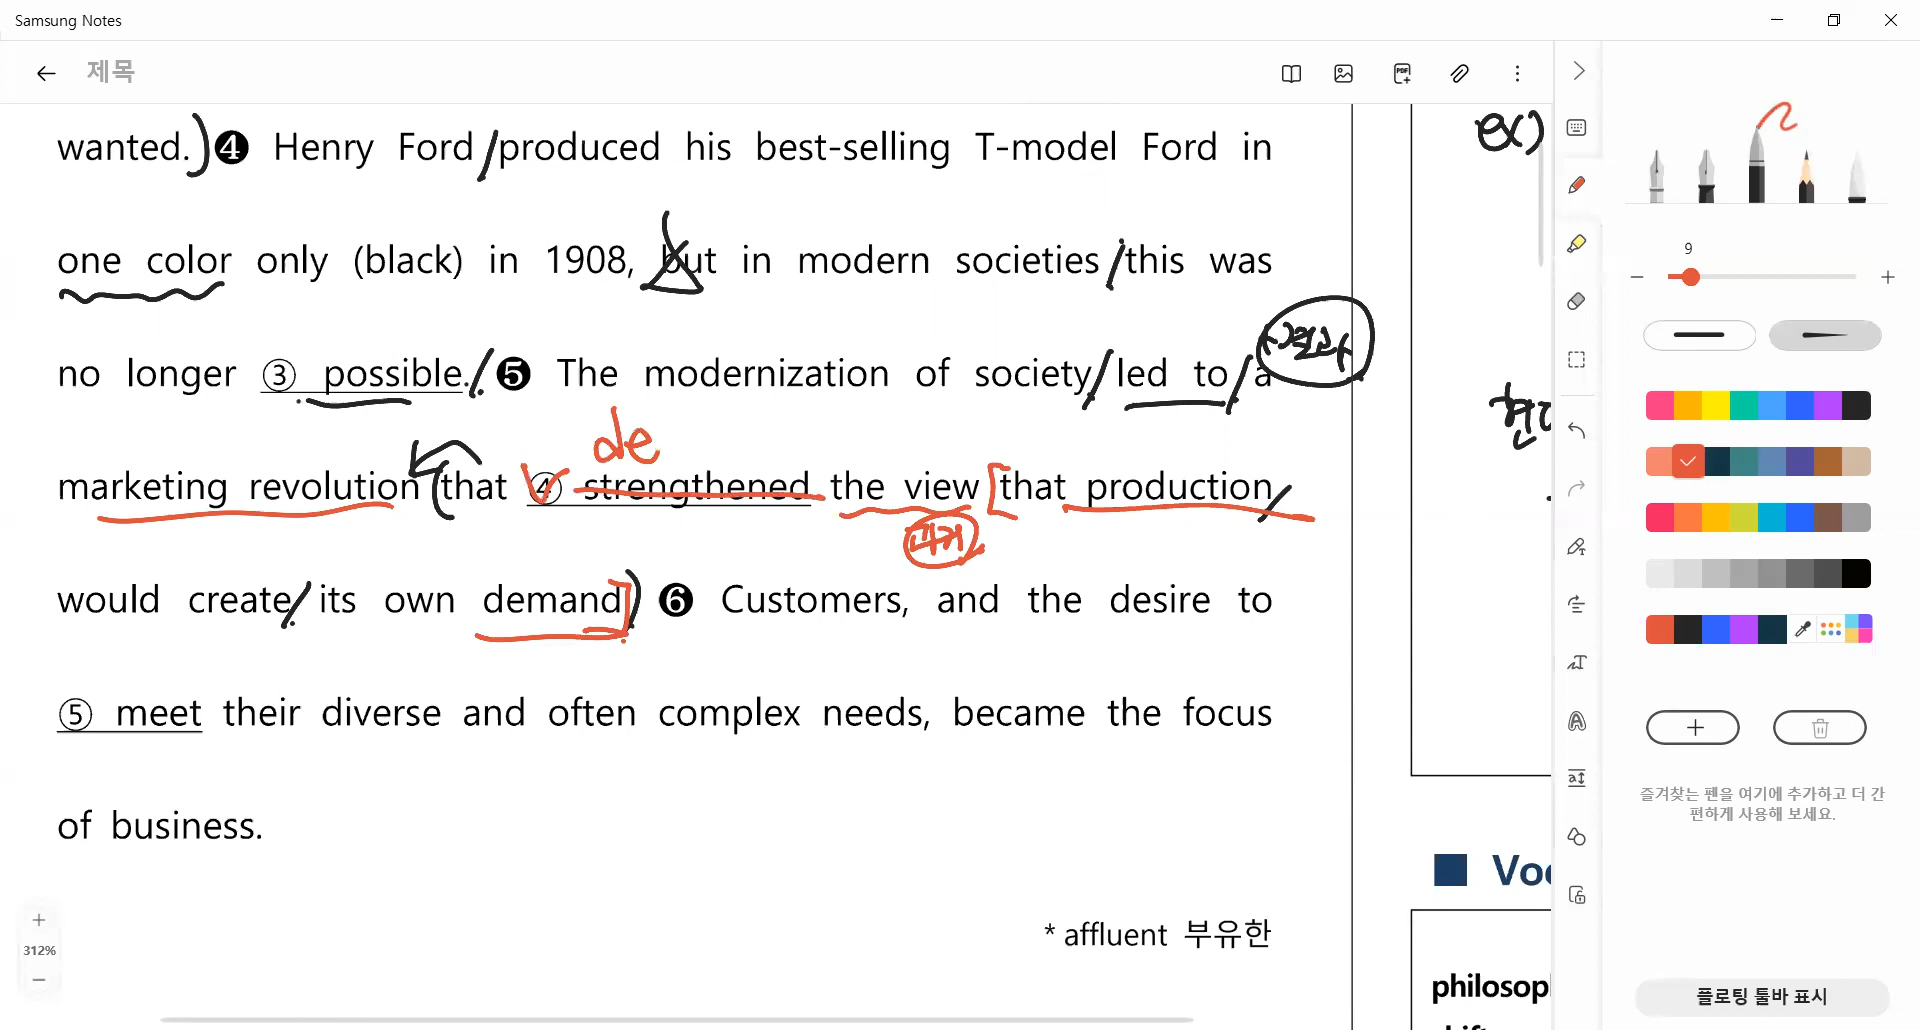 Samsung Notes
제목
wanted. ❹ Henry Ford produced his best-selling T-model Ford in
ex)
9
one color only (black) in 1908, but in modern societies this was
no longer ③ possible. ❺ The modernization of society led to a
de
marketing revolution that ④ strengthened the view that production
과거
would create its own demand ❻ Customers, and the desire to
⑤ meet their diverse and often complex needs, became the focus
of business.
* affluent 부유한
312%
Voc
philosoph
즐겨찾는 펜을 여기에 추가하고 더 간
편하게 사용해 보세요.
플로팅 툴바 표시